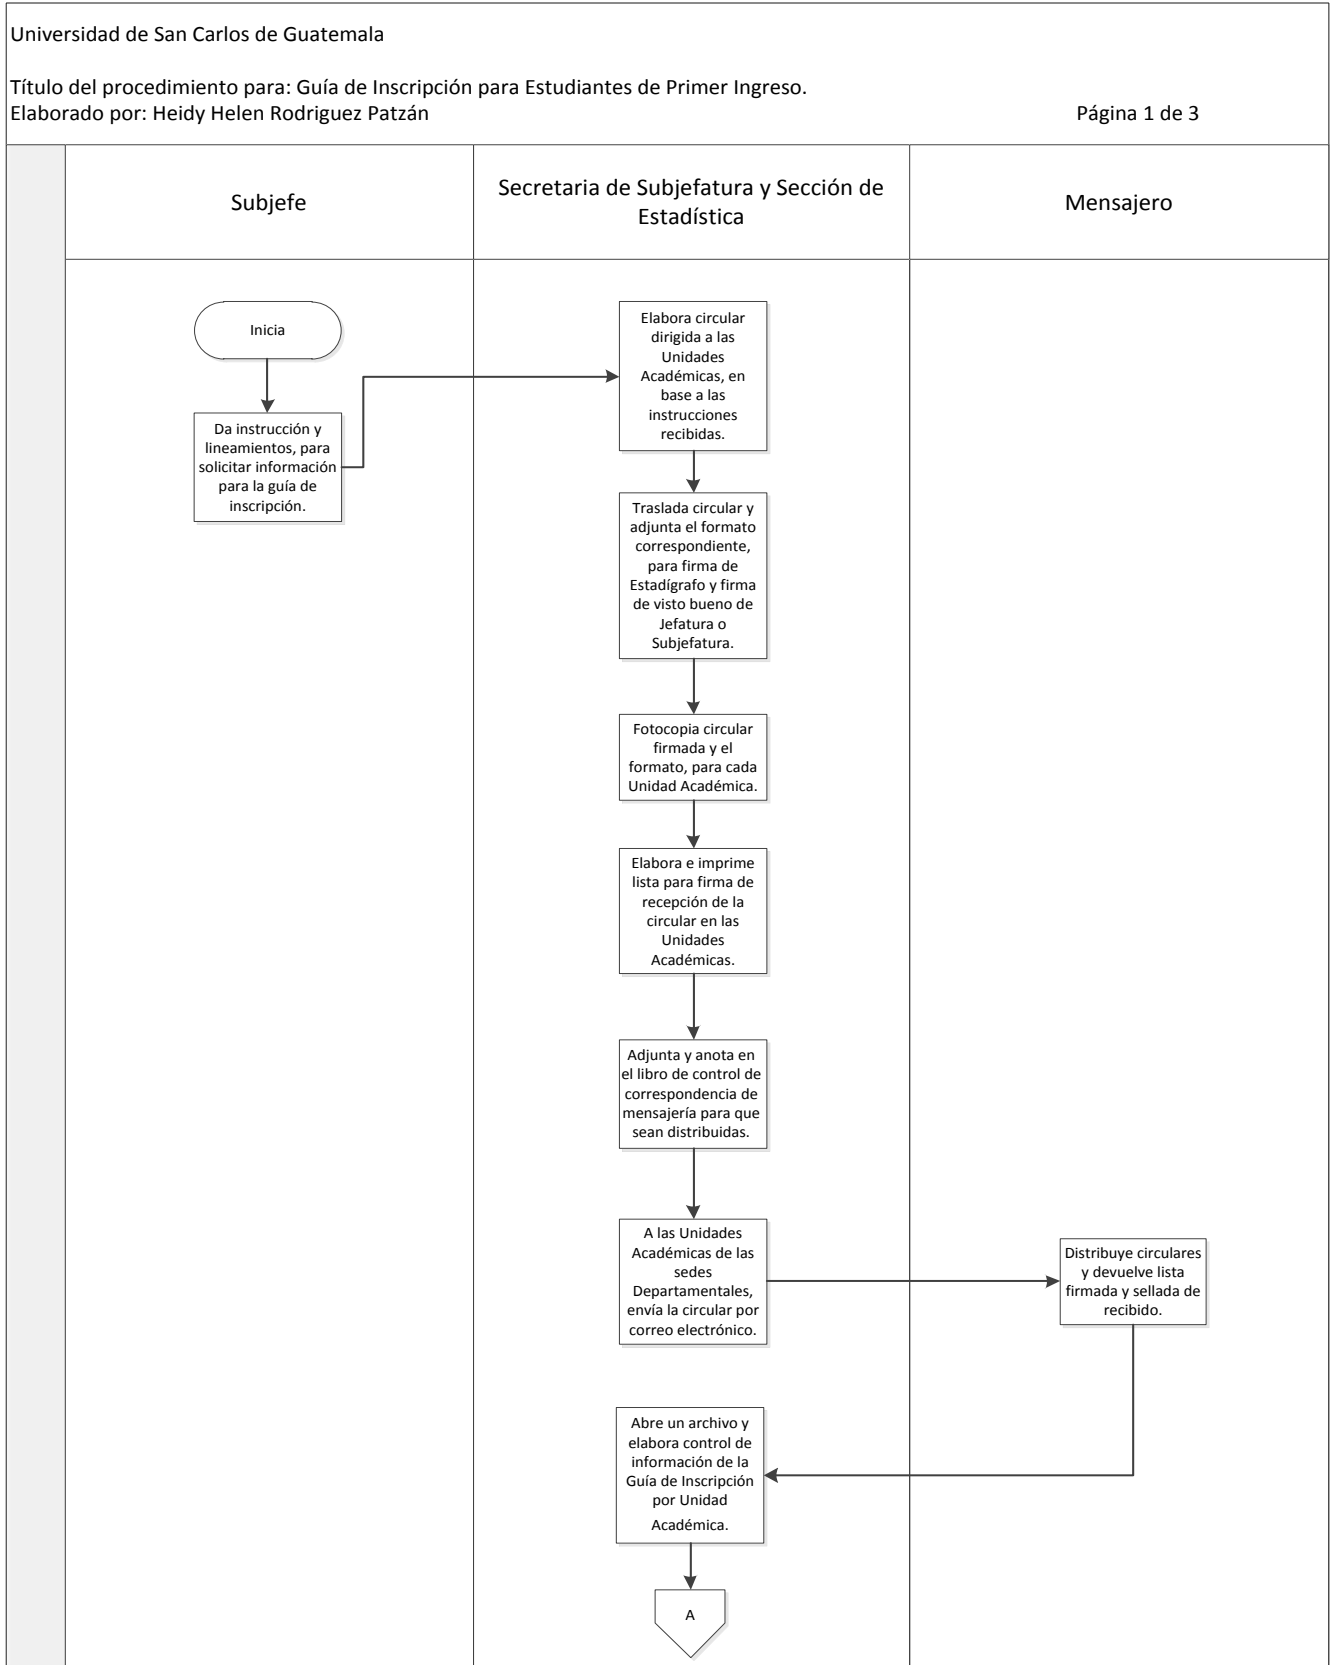 Universidad de San Carlos de Guatemala
Título del procedimiento para: Guía de Inscripción para Estudiantes de Primer Ingreso.
Elaborado por: Heidy Helen Rodriguez Patzán
Página 1 de 3
Subjefe
Secretaria de Subjefatura y Sección de
Estadística
Mensajero
Inicia
Da instrucción y
lineamientos, para
solicitar información
para la guía de
inscripción.
Elabora circular
dirigida a las
Unidades
Académicas, en
base a las
instrucciones
recibidas.
Traslada circular y
adjunta el formato
correspondiente,
para firma de
Estadígrafo y firma
de visto bueno de
Jefatura o
Subjefatura.
Fotocopia circular
firmada y el
formato, para cada
Unidad Académica.
Elabora e imprime
lista para firma de
recepción de la
circular en las
Unidades
Académicas.
Adjunta y anota en
el libro de control de
correspondencia de
mensajería para que
sean distribuidas.
A las Unidades
Académicas de las
sedes
Departamentales,
envía la circular por
correo electrónico.
Distribuye circulares
y devuelve lista
firmada y sellada de
recibido.
Abre un archivo y
elabora control de
información de la
Guía de Inscripción
por Unidad
Académica.
A